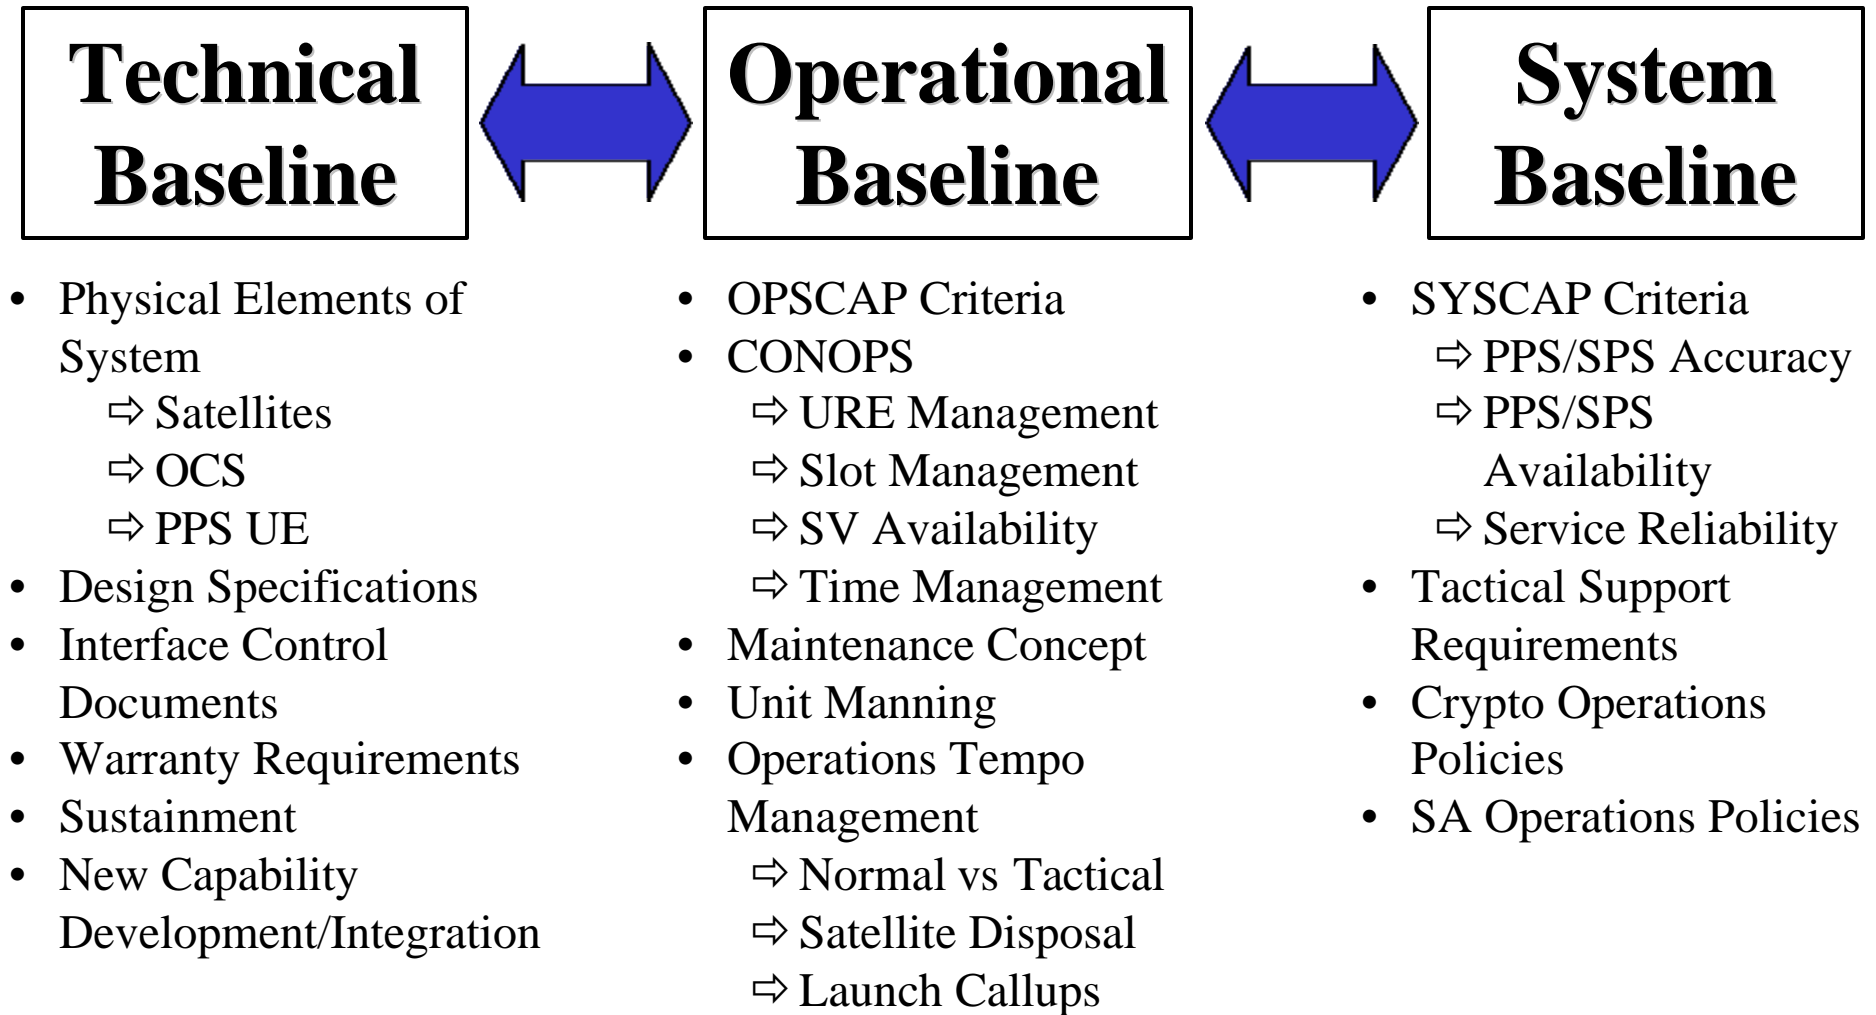 Technical
Baseline
Operational
Baseline
System
Baseline
• Physical Elements of
System
⇨ Satellites
⇨ OCS
⇨ PPS UE
• Design Specifications
• Interface Control
Documents
• Warranty Requirements
• Sustainment
• New Capability
Development/Integration
• OPSCAP Criteria
• CONOPS
⇨ URE Management
⇨ Slot Management
⇨ SV Availability
⇨ Time Management
• Maintenance Concept
• Unit Manning
• Operations Tempo
Management
⇨ Normal vs Tactical
⇨ Satellite Disposal
⇨ Launch Callups
• SYSCAP Criteria
⇨ PPS/SPS Accuracy
⇨ PPS/SPS
Availability
⇨ Service Reliability
• Tactical Support
Requirements
• Crypto Operations
Policies
• SA Operations Policies